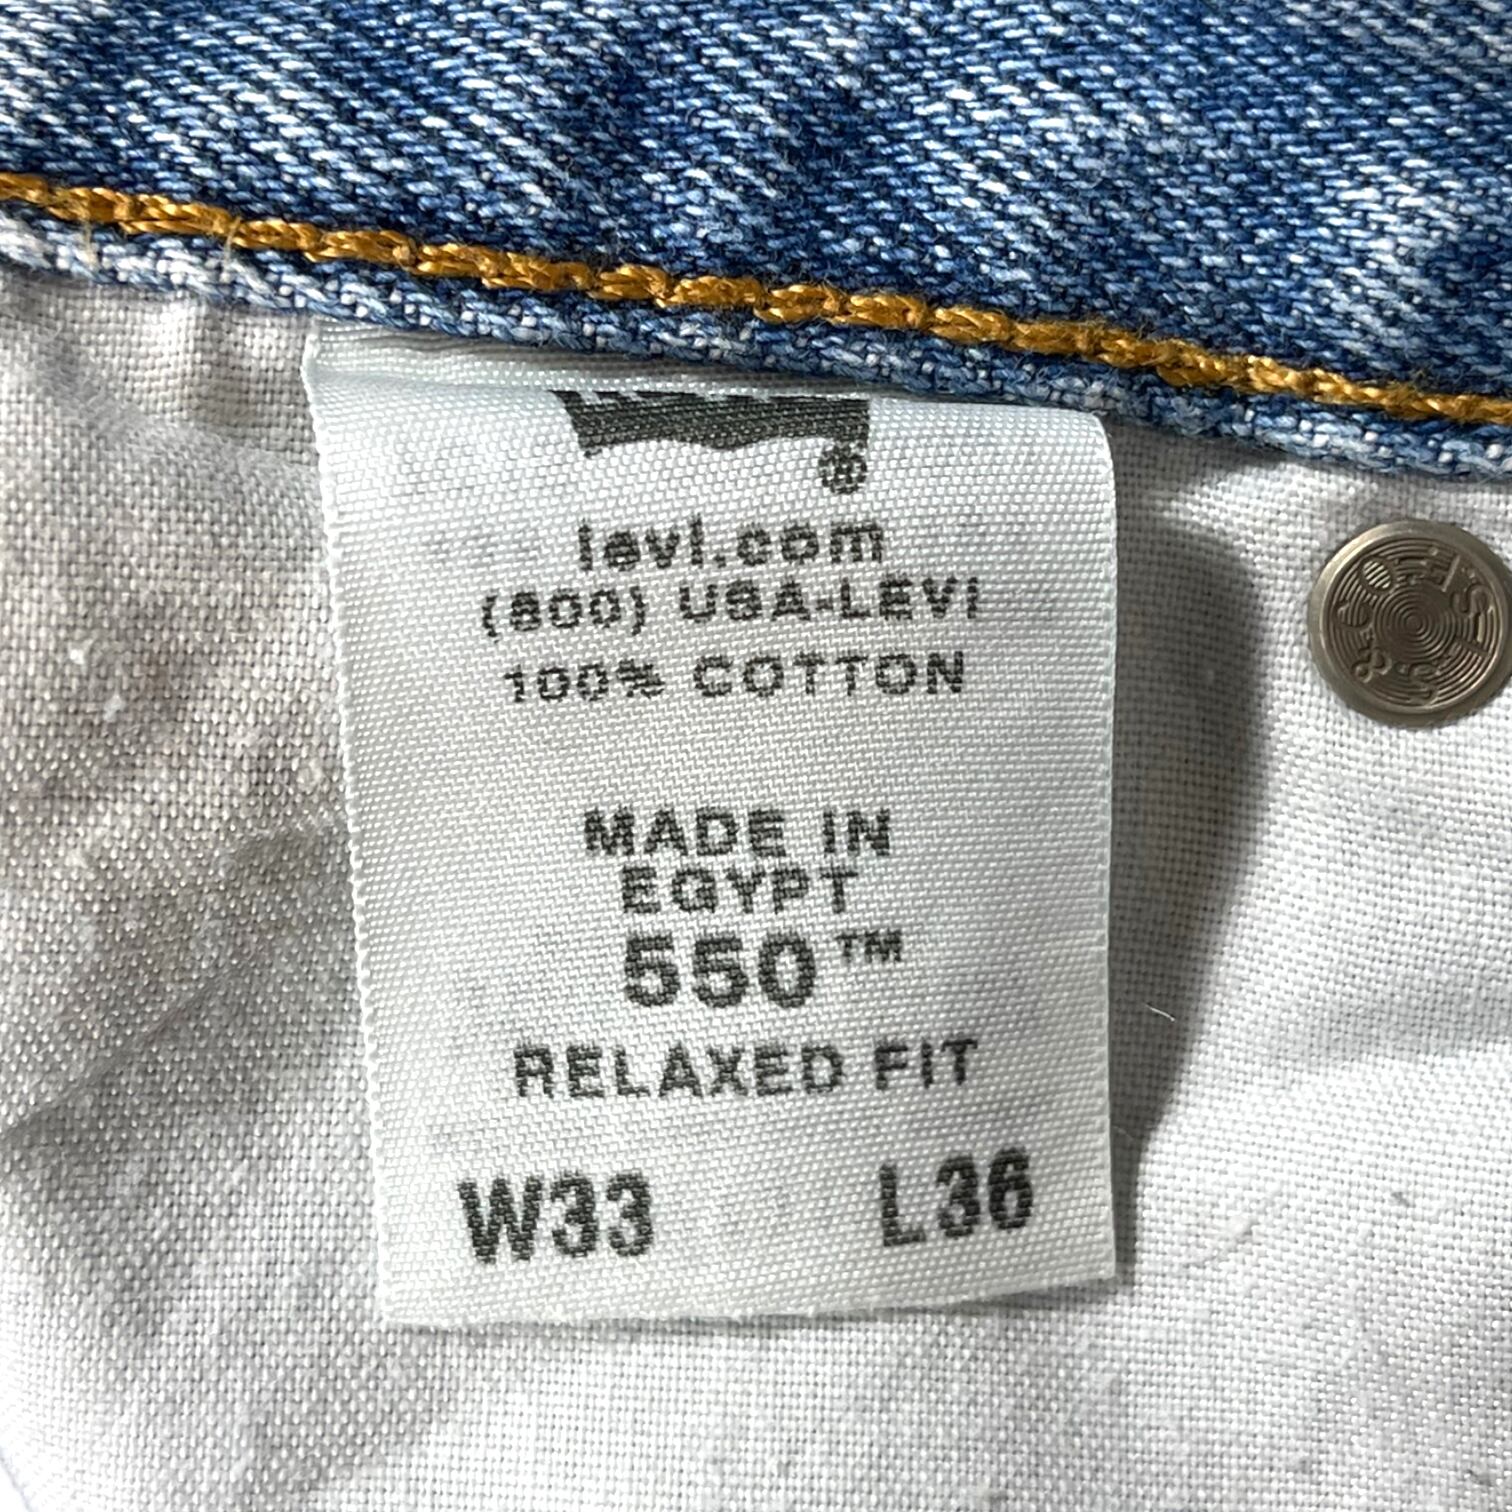 ®
levi.com
(800) USA-LEVI
100% COTTON
MADE IN
EGYPT
550™
RELAXED FIT
W33 L36